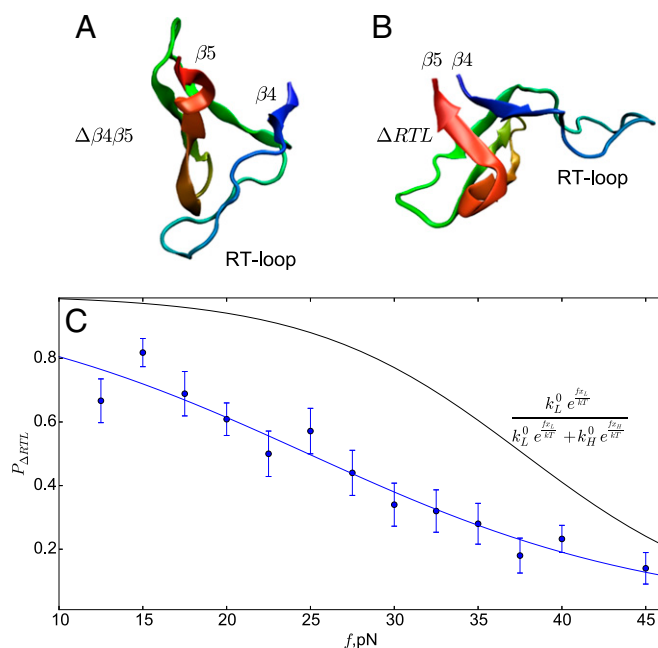 A
β5
β4
Δβ4β5
RT-loop
B
β5 β4
ΔRTL
RT-loop
C
k_L^0 e^{fx_L/kT}
k_L^0 e^{fx_L/kT} + k_H^0 e^{fx_H/kT}
P_ΔRTL
0.8
0.6
0.4
0.2
10 15 20 25 30 35 40 45
f,pN